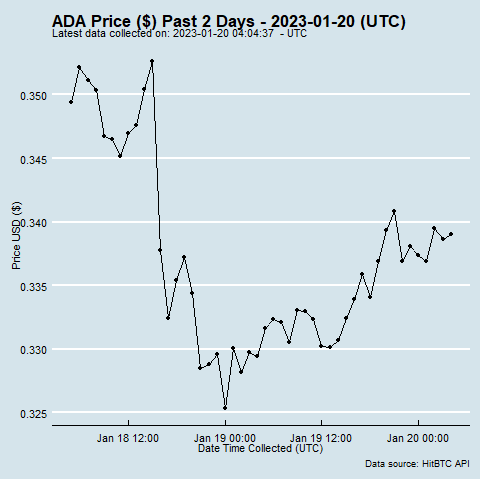 ADA Price ($) Past 2 Days - 2023-01-20 (UTC)
Latest data collected on: 2023-01-20 04:04:37 - UTC
0.350
0.345
0.340
0.335
0.330
0.325
Price USD ($)
Jan 18 12:00 Jan 19 00:00 Jan 19 12:00 Jan 20 00:00
Date Time Collected (UTC)
Data source: HitBTC API